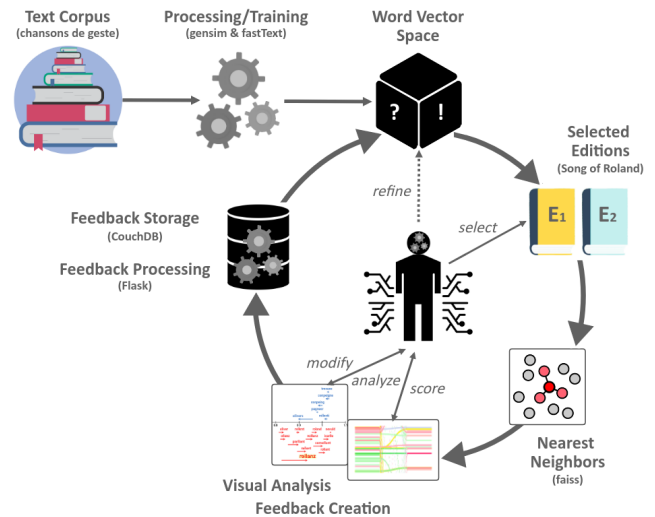 Text Corpus
(chansons de geste)
Processing/Training
(gensim & fastText)
Word Vector
Space
? !
Selected
Editions
(Song of Roland)
E1 E2
refine
select
Feedback Storage
(CouchDB)
Feedback Processing
(Flask)
modify
analyze
score
Nearest
Neighbors
(faiss)
Visual Analysis
Feedback Creation